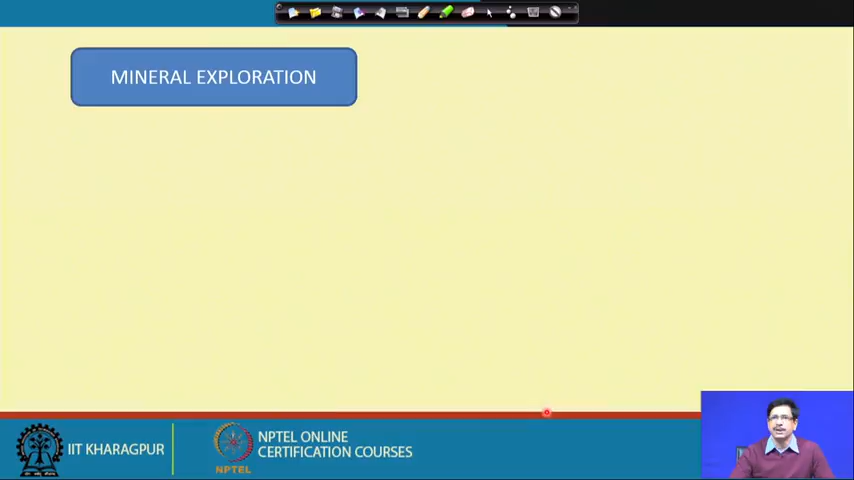 MINERAL EXPLORATION
IIT KHARAGPUR
NPTEL
NPTEL ONLINE
CERTIFICATION COURSES